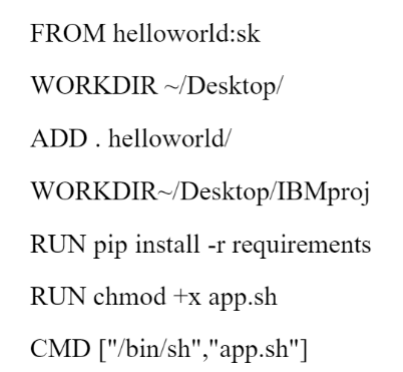 FROM helloworld:sk
WORKDIR ~/Desktop/
ADD . helloworld/
WORKDIR~/Desktop/IBMproj
RUN pip install -r requirements
RUN chmod +x app.sh
CMD ["/bin/sh","app.sh"]